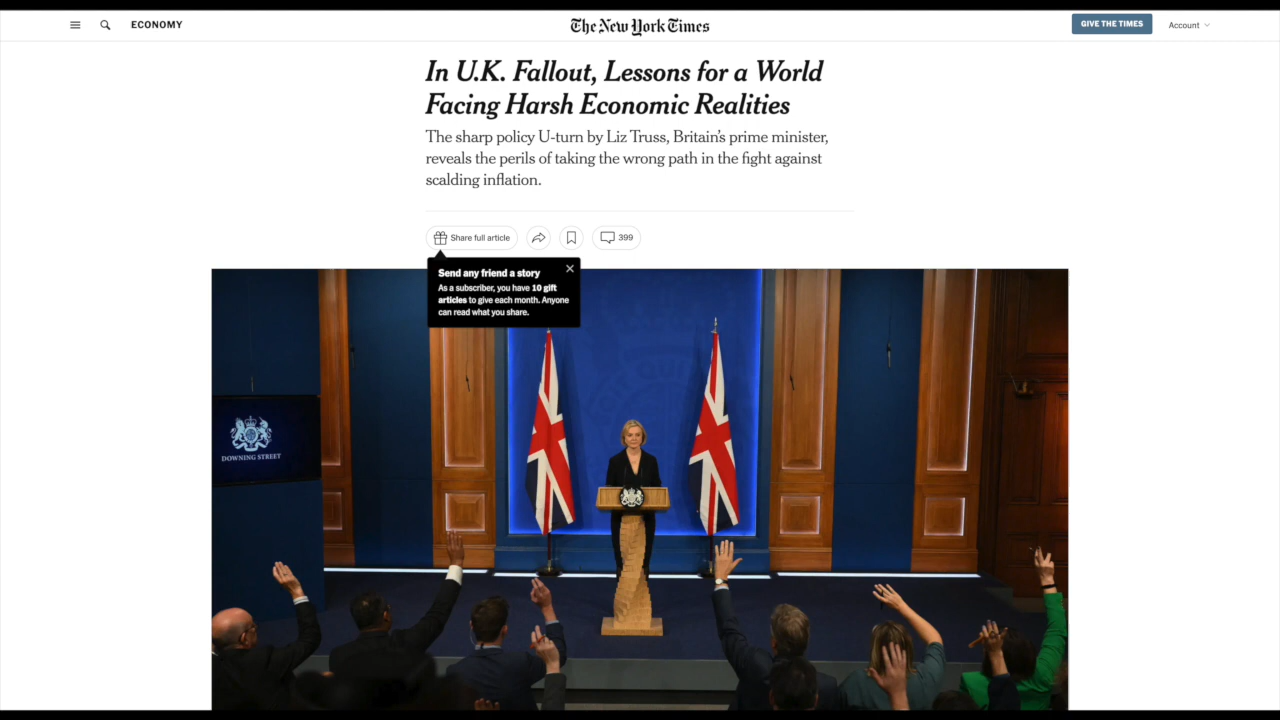 ECONOMY
The New York Times
GIVE THE TIMES
Account
In U.K. Fallout, Lessons for a World
Facing Harsh Economic Realities
The sharp policy U-turn by Liz Truss, Britain’s prime minister,
reveals the perils of taking the wrong path in the fight against
scalding inflation.
Share full article
399
Send any friend a story
As a subscriber, you have 10 gift
articles to give each month. Anyone
can read what you share.
DOWNING STREET